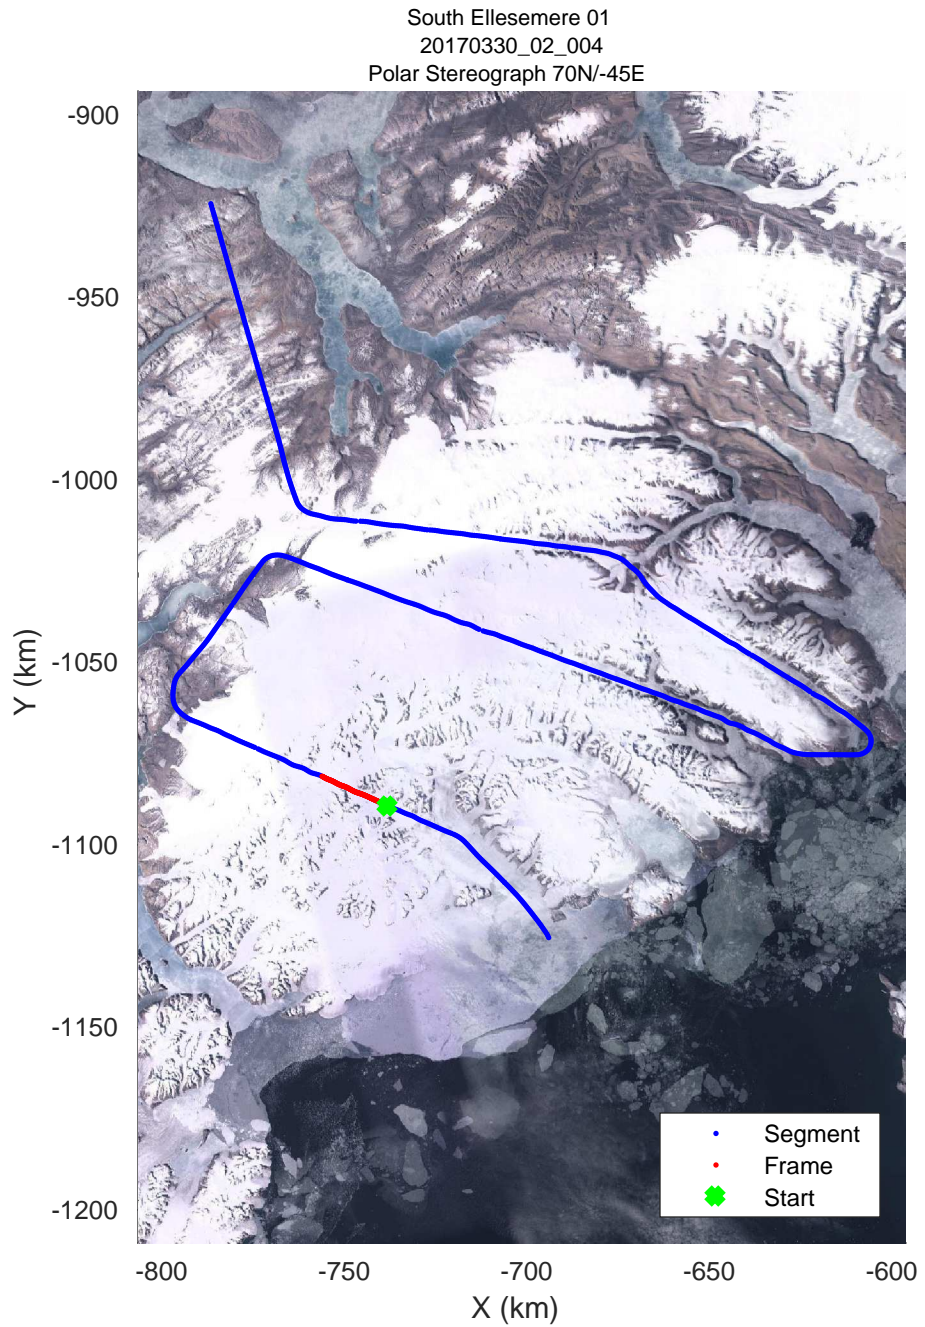 South Ellesemere 01
20170330_02_004
Polar Stereograph 70N/-45E
-900
-950
-1000
-1050
-1100
-1150
-1200
Y (km)
Segment
Frame
Start
-800 -750 -700 -650 -600
X (km)